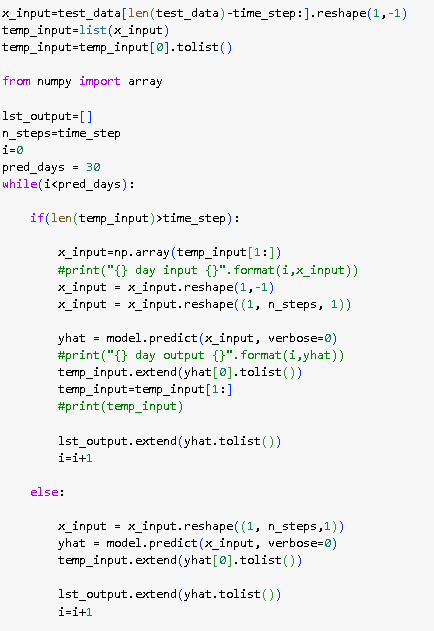 x_input=test_data[len(test_data)-time_step:].reshape(1,-1)
temp_input=list(x_input)
temp_input=temp_input[0].tolist()

from numpy import array

lst_output=[]
n_steps=time_step
i=0
pred_days = 30
while(i<pred_days):

    if(len(temp_input)>time_step):

        x_input=np.array(temp_input[1:])
        #print("{} day input {}".format(i,x_input))
        x_input = x_input.reshape(1,-1)
        x_input = x_input.reshape((1, n_steps, 1))

        yhat = model.predict(x_input, verbose=0)
        #print("{} day output {}".format(i,yhat))
        temp_input.extend(yhat[0].tolist())
        temp_input=temp_input[1:]
        #print(temp_input)

        lst_output.extend(yhat.tolist())
        i=i+1

    else:

        x_input = x_input.reshape((1, n_steps,1))
        yhat = model.predict(x_input, verbose=0)
        temp_input.extend(yhat[0].tolist())

        lst_output.extend(yhat.tolist())
        i=i+1